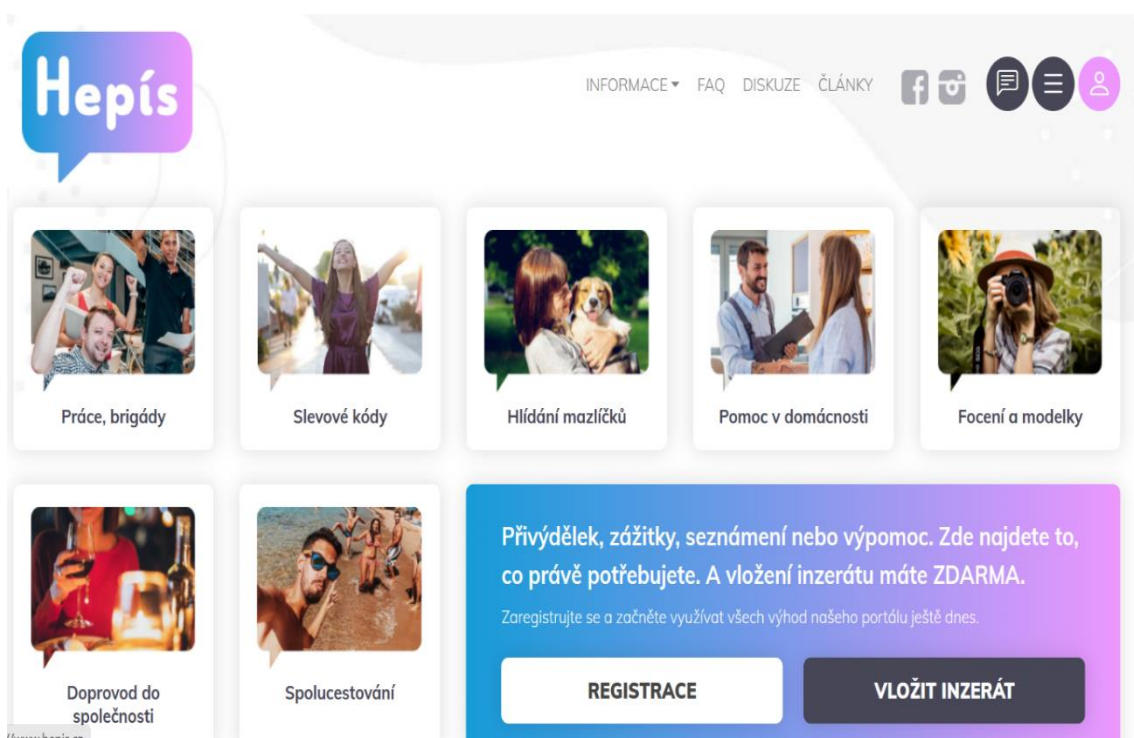 Hepís
INFORMACE FAQ DISKUZE ČLÁNKY
Práce, brigády
Slevové kódy
Hlídání mazlíčků
Pomoc v domácnosti
Focení a modelky
Doprovod do
společnosti
Spolucestování
Přivýdělek, zážitky, seznámení nebo výpomoc. Zde najdete to,
co právě potřebujete. A vložení inzerátu máte ZDARMA.
Zaregistrujte se a začněte využívat všech výhod našeho portálu ještě dnes.
REGISTRACE
VLOŽIT INZERÁT